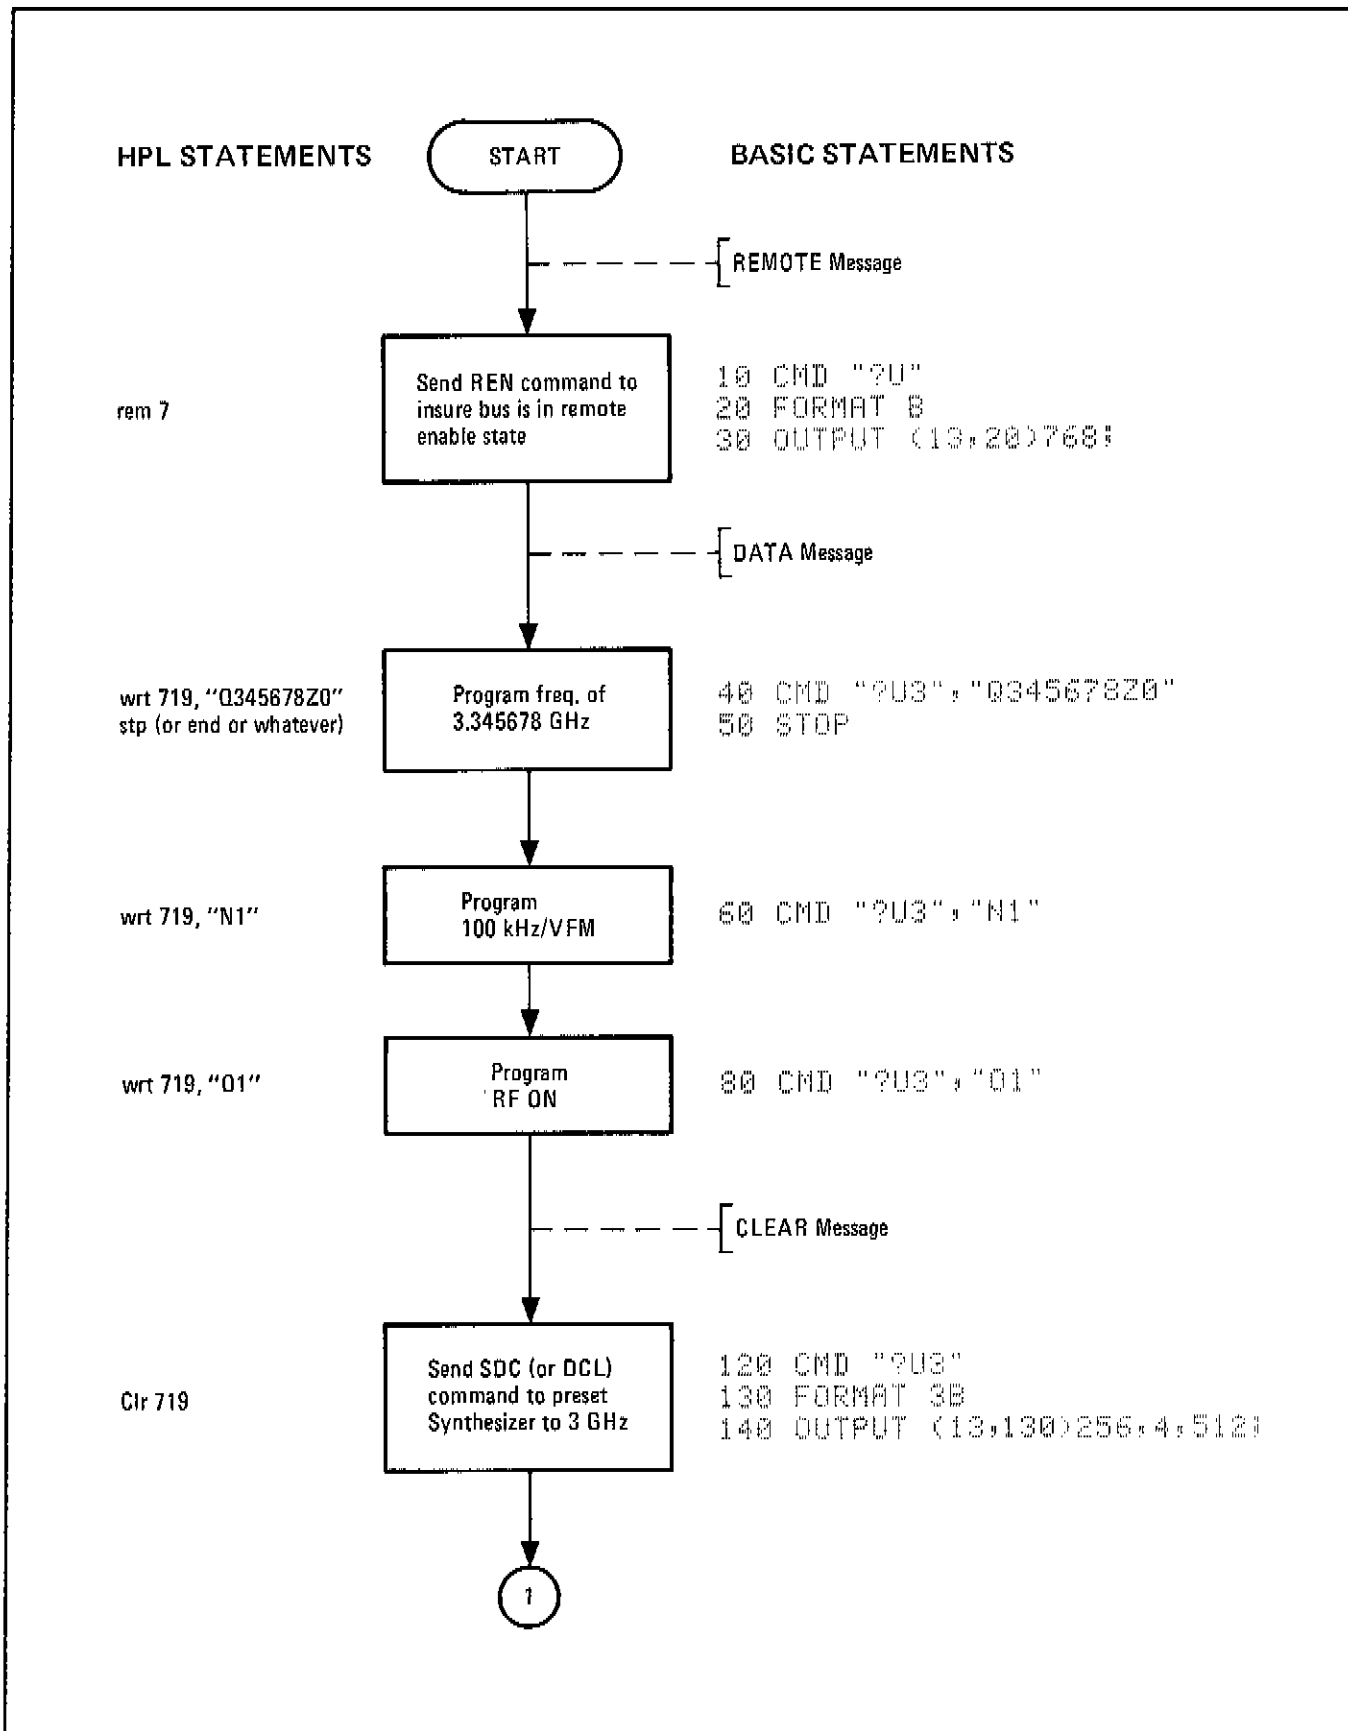 HPL STATEMENTS
START
BASIC STATEMENTS
REMOTE Message
rem 7
Send REN command to
insure bus is in remote
enable state
10 CMD "?U"
20 FORMAT B
30 OUTPUT (13,20)768;
DATA Message
wrt 719, "Q345678Z0"
stp (or end or whatever)
Program freq. of
3.345678 GHz
40 CMD "?U3","Q345678Z0"
50 STOP
wrt 719, "N1"
Program
100 kHz/VFM
60 CMD "?U3","N1"
wrt 719, "O1"
Program
RF ON
80 CMD "?U3","O1"
CLEAR Message
Clr 719
Send SDC (or DCL)
command to preset
Synthesizer to 3 GHz
120 CMD "?U3"
130 FORMAT 3B
140 OUTPUT (13,130)256,4,512;
1